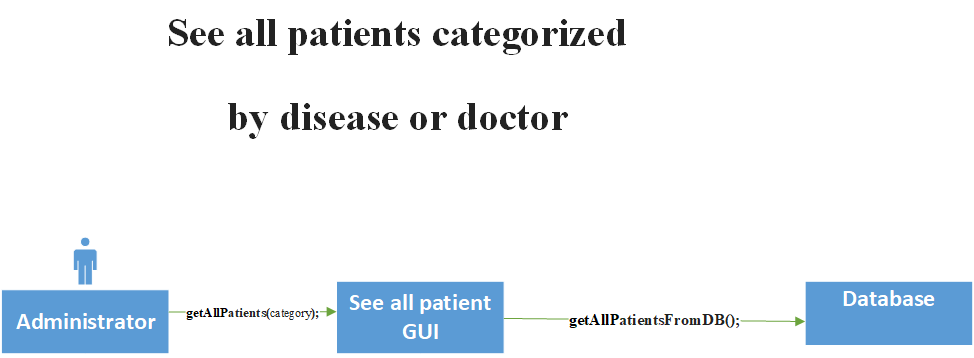 See all patients categorized
by disease or doctor
Administrator
getAllPatients(category);
See all patient
GUI
getAllPatientsFromDB();
Database